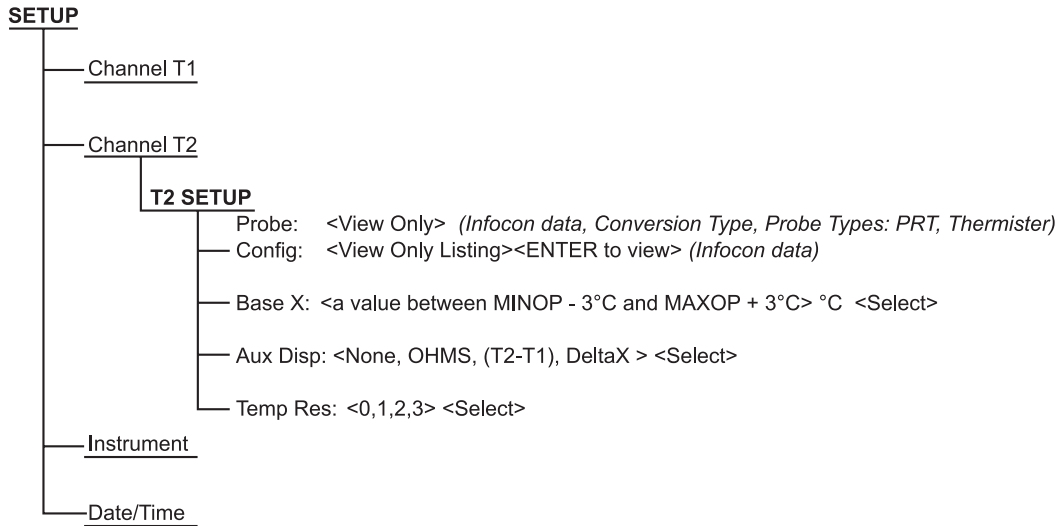 SETUP
Channel T1
Channel T2
T2 SETUP
Probe: <View Only> (Infocon data, Conversion Type, Probe Types: PRT, Thermister)
Config: <View Only Listing><ENTER to view> (Infocon data)
Base X: <a value between MINOP - 3°C and MAXOP + 3°C> °C <Select>
Aux Disp: <None, OHMS, (T2-T1), DeltaX > <Select>
Temp Res: <0,1,2,3> <Select>
Instrument
Date/Time